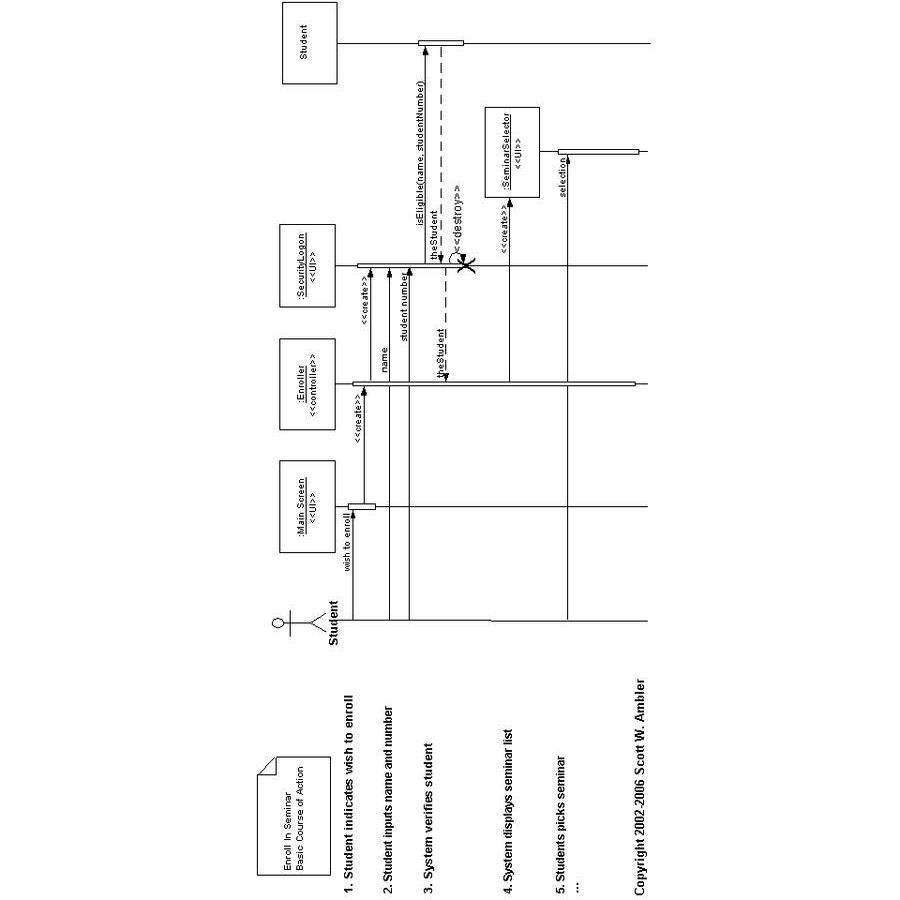 Enroll In Seminar
Basic Course of Action
Student
:Main Screen
<<UI>>
:Enroller
<<controller>>
:SecurityLogon
<<UI>>
Student
1. Student indicates wish to enroll
wish to enroll
<<create>>
<<create>>
2. Student inputs name and number
name
student number
3. System verifies student
isEligible(name, studentNumber)
theStudent
theStudent
<<destroy>>
4. System displays seminar list
<<create>>
:SeminarSelector
<<UI>>
5. Students picks seminar
selection
...
Copyright 2002-2006 Scott W. Ambler